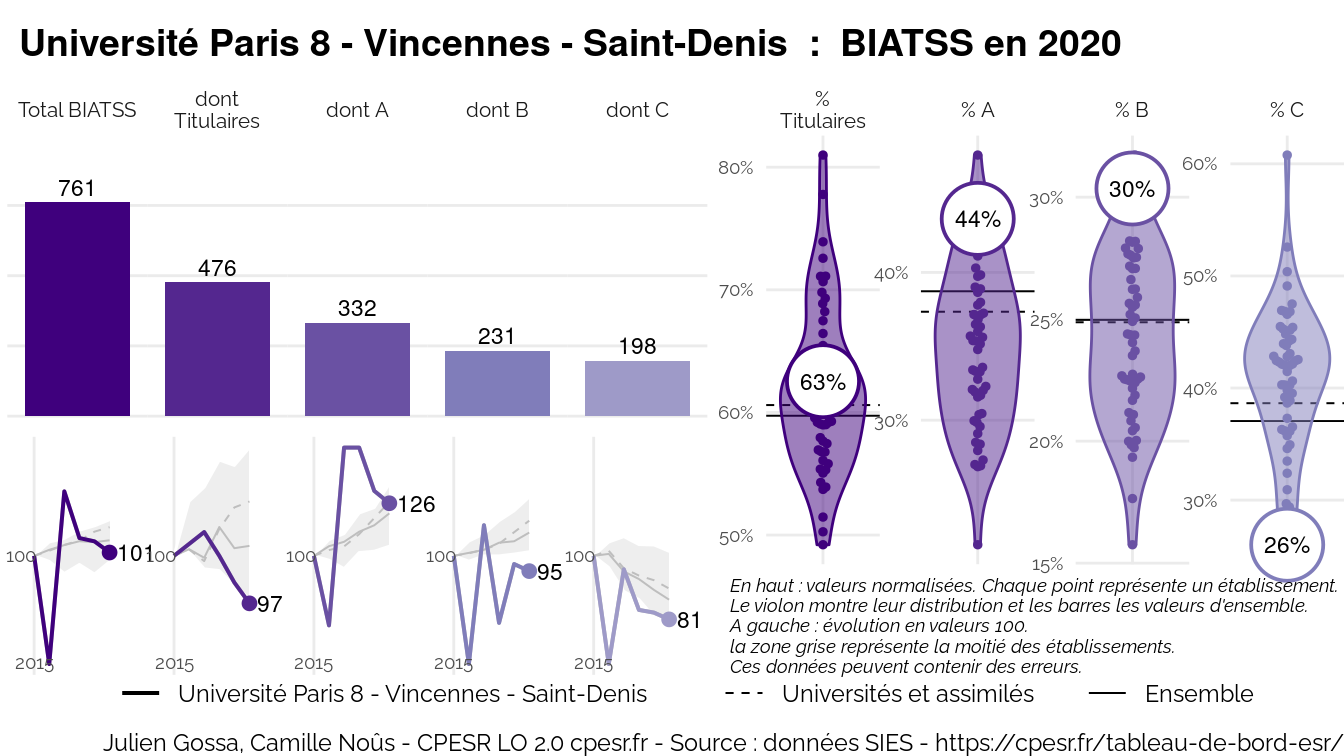 Université Paris 8 - Vincennes - Saint-Denis : BIATSS en 2020
Total BIATSS
dont
Titulaires
dont A
dont B
dont C
%
Titulaires
% A
% B
% C
761
476
332
231
198
80%
70%
60%
50%
63%
40%
30%
44%
30%
25%
20%
15%
30%
60%
50%
40%
30%
26%
100
101
2015
100
97
2015
100
126
2015
100
95
2015
100
81
2015
En haut : valeurs normalisées. Chaque point représente un établissement.
Le violon montre leur distribution et les barres les valeurs d'ensemble.
A gauche : évolution en valeurs 100.
la zone grise représente la moitié des établissements.
Ces données peuvent contenir des erreurs.
Université Paris 8 - Vincennes - Saint-Denis
Universités et assimilés
Ensemble
Julien Gossa, Camille Noûs - CPESR LO 2.0 cpesr.fr - Source : données SIES - https://cpesr.fr/tableau-de-bord-esr/